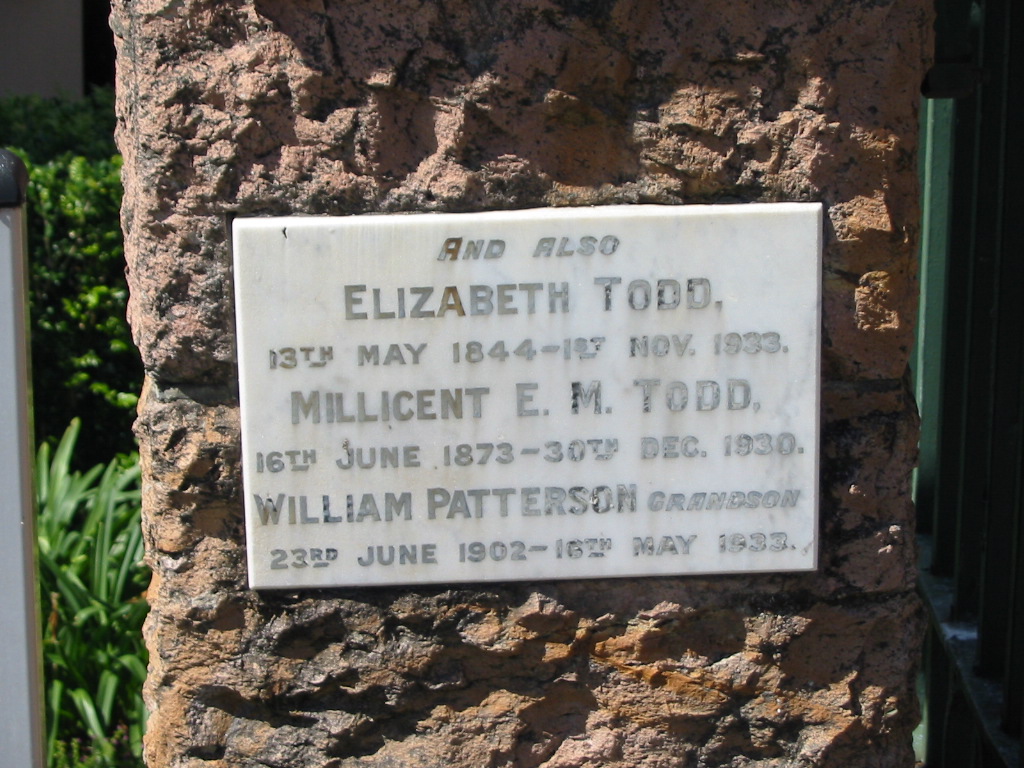 AND ALSO
ELIZABETH TODD.
13TH MAY 1844-1ST NOV. 1933.
MILLICENT E. M. TODD.
16TH JUNE 1873-30TH DEC. 1930.
WILLIAM PATTERSON GRANDSON
23RD JUNE 1902-16TH MAY 1933.